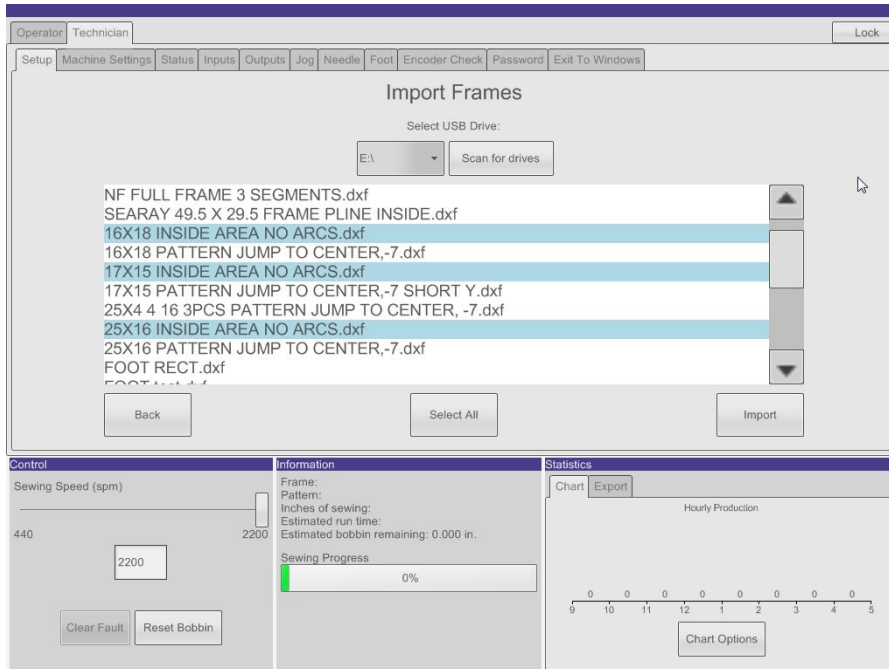 Operator Technician Lock
Setup Machine Settings Status Inputs Outputs Jog Needle Foot Encoder Check Password Exit To Windows
Import Frames
Select USB Drive:
E:\ Scan for drives
NF FULL FRAME 3 SEGMENTS.dxf
SEARAY 49.5 X 29.5 FRAME PLINE INSIDE.dxf
16X18 INSIDE AREA NO ARCS.dxf
16X18 PATTERN JUMP TO CENTER,-7.dxf
17X15 INSIDE AREA NO ARCS.dxf
17X15 PATTERN JUMP TO CENTER,-7 SHORT Y.dxf
25X4 4 16 3PCS PATTERN JUMP TO CENTER, -7.dxf
25X16 INSIDE AREA NO ARCS.dxf
25X16 PATTERN JUMP TO CENTER,-7.dxf
FOOT RECT.dxf
FOOT test.dxf
Back Select All Import
Control
Sewing Speed (spm)
440 2200
2200
Clear Fault Reset Bobbin
Information
Frame:
Pattern:
Inches of sewing:
Estimated run time:
Estimated bobbin remaining: 0.000 in.
Sewing Progress
0%
Statistics
Chart Export
Hourly Production
0 0 0 0 0 0 0 0
9 10 11 12 1 2 3 4 5
Chart Options